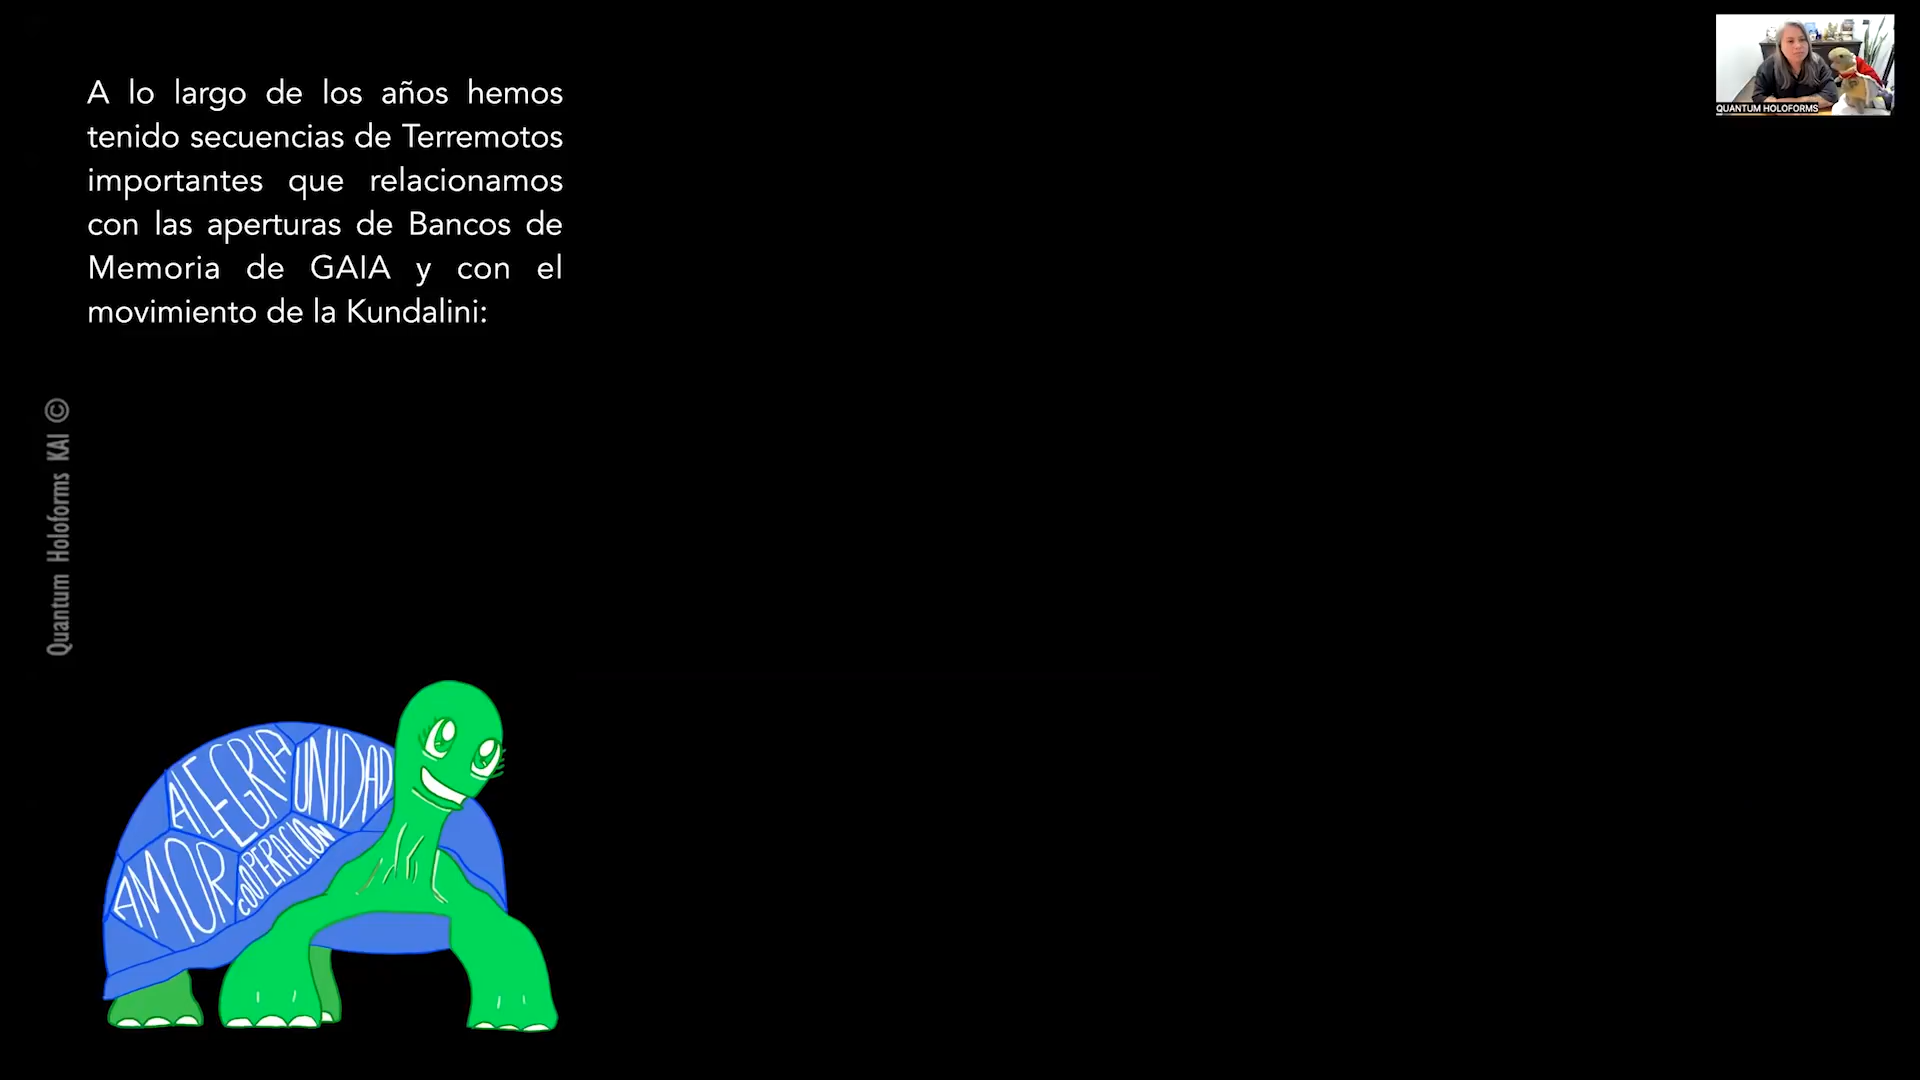 A lo largo de los años hemos
tenido secuencias de Terremotos
importantes que relacionamos
con las aperturas de Bancos de
Memoria de GAIA y con el
movimiento de la Kundalini:
QUANTUM HOLOFORMS
Quantum Holoforms KAI ©
ALEGRIA
UNIDAD
AMOR
COOPERACION